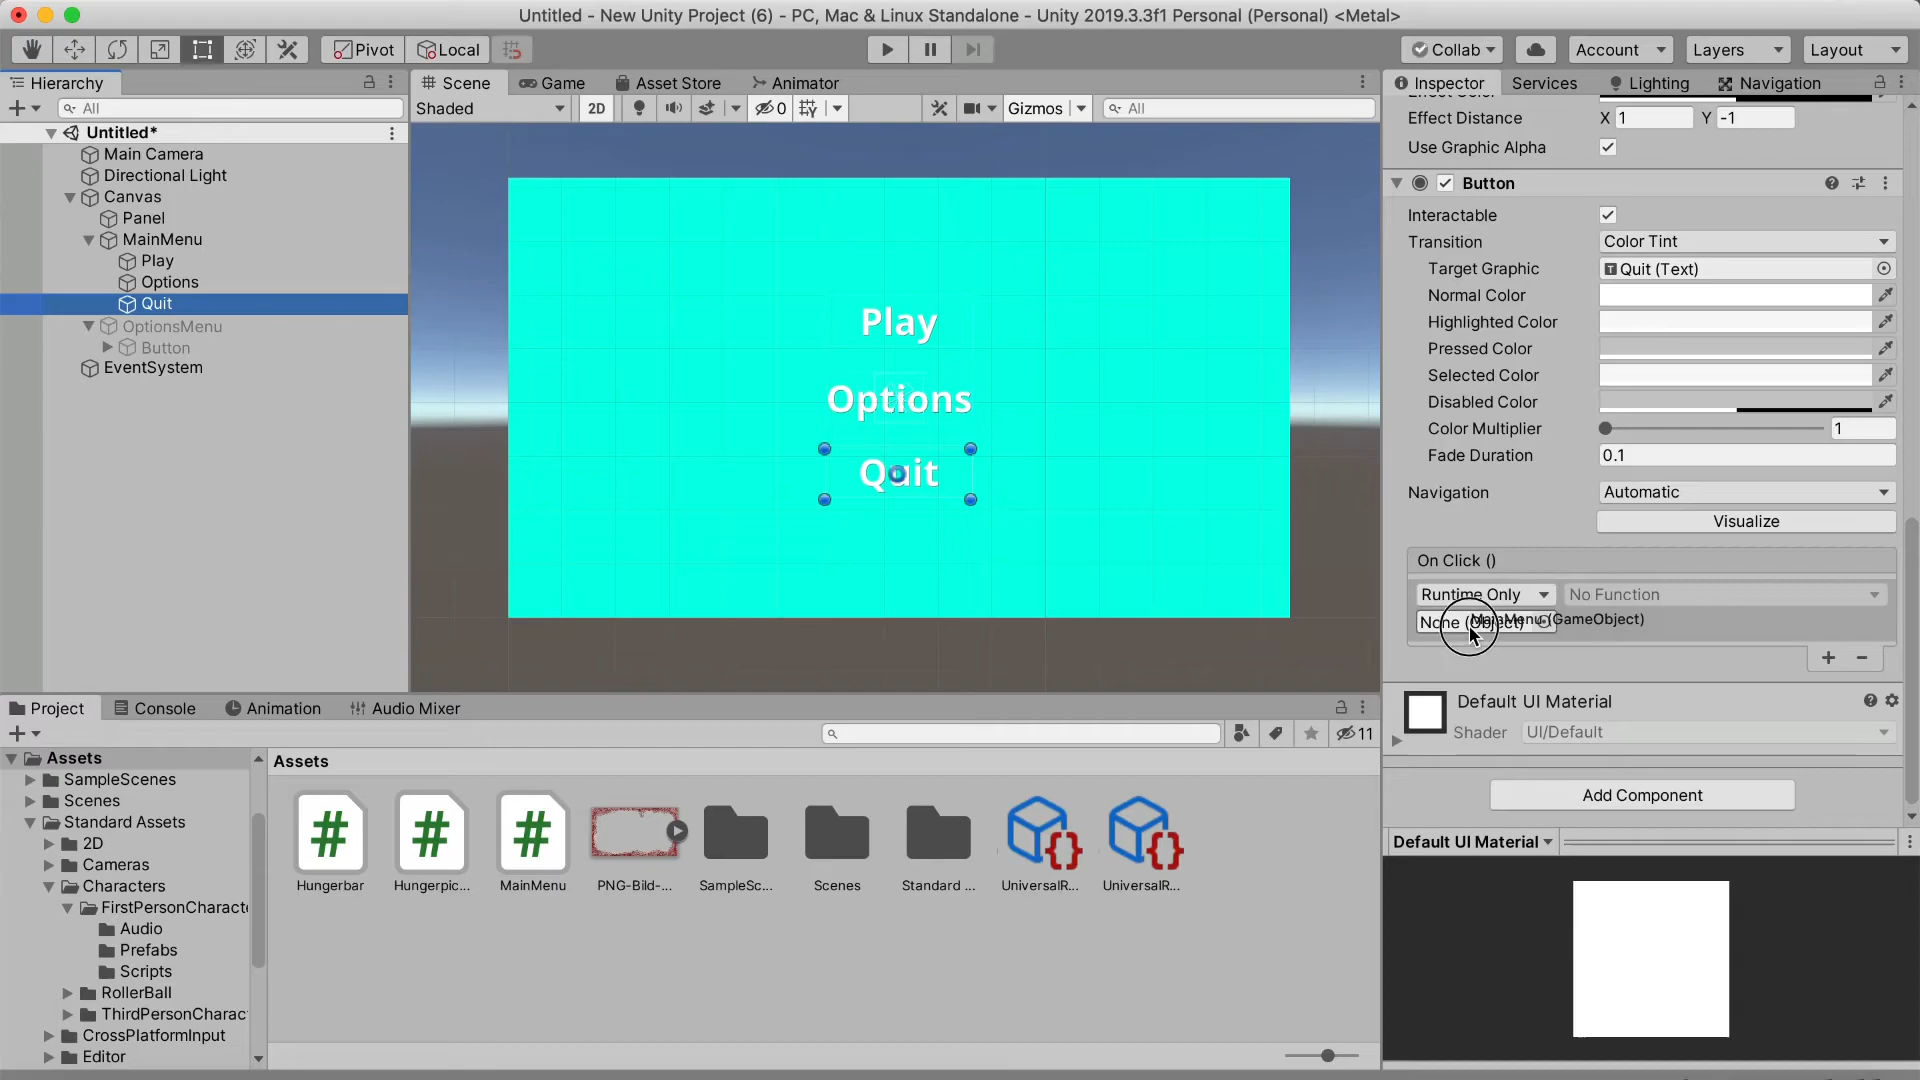 Untitled - New Unity Project (6) - PC, Mac & Linux Standalone - Unity 2019.3.3f1 Personal (Personal) <Metal>
Pivot Local Collab Account Layers Layout
Hierarchy
All
Untitled*
Main Camera
Directional Light
Canvas
Panel
MainMenu
Play
Options
Quit
OptionsMenu
Button
EventSystem
Scene Game Asset Store Animator
Shaded 2D 0 Gizmos All
Play
Options
Quit
Inspector Services Lighting Navigation
Effect Distance X 1 Y -1
Use Graphic Alpha
Button
Interactable
Transition Color Tint
Target Graphic Quit (Text)
Normal Color
Highlighted Color
Pressed Color
Selected Color
Disabled Color
Color Multiplier 1
Fade Duration 0.1
Navigation Automatic
Visualize
On Click ()
Runtime Only No Function
None (Object) MainMenu (GameObject)
+ −
Default UI Material
Shader UI/Default
Add Component
Default UI Material
Project Console Animation Audio Mixer
11
Assets
SampleScenes
Scenes
Standard Assets
2D
Cameras
Characters
FirstPersonCharacte
Audio
Prefabs
Scripts
RollerBall
ThirdPersonCharac
CrossPlatformInput
Editor
Assets
Hungerbar Hungerpic... MainMenu PNG-Bild-... SampleSc... Scenes Standard ... UniversalR... UniversalR...